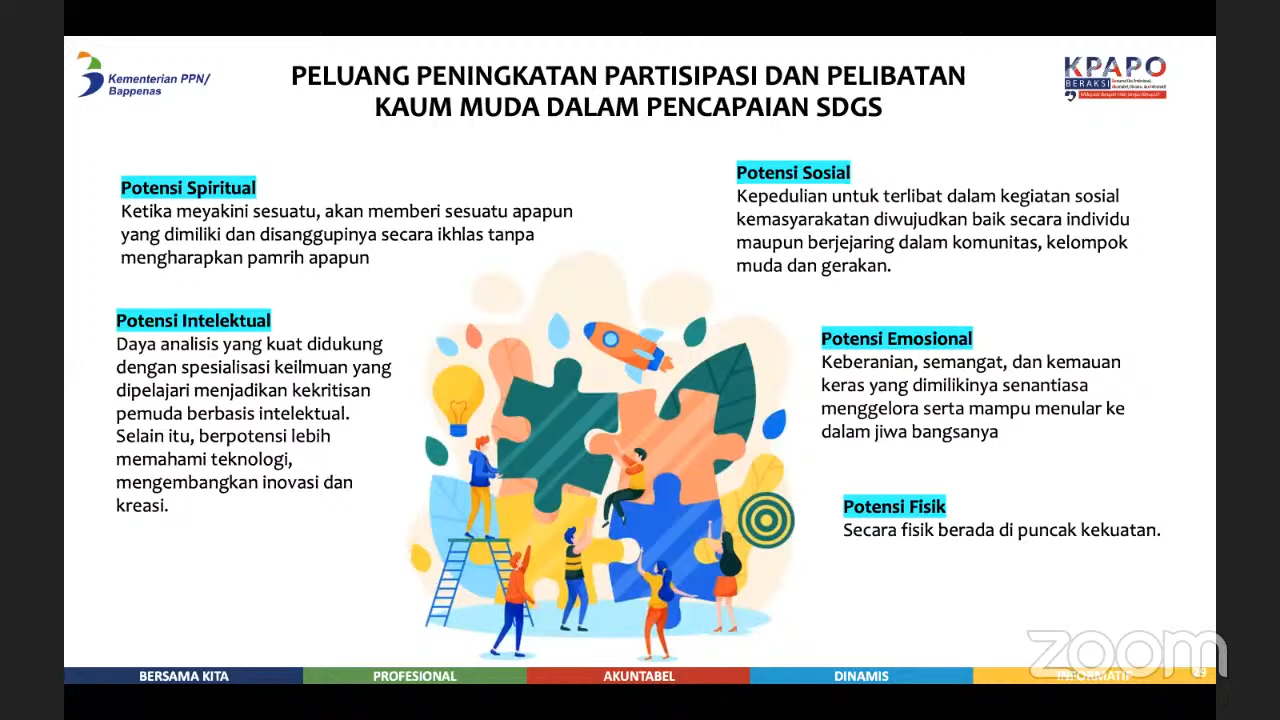 Kementerian PPN/
Bappenas
PELUANG PENINGKATAN PARTISIPASI DAN PELIBATAN
KAUM MUDA DALAM PENCAPAIAN SDGS
KPAPO
BERAKSI
Potensi Spiritual
Ketika meyakini sesuatu, akan memberi sesuatu apapun
yang dimiliki dan disanggupinya secara ikhlas tanpa
mengharapkan pamrih apapun
Potensi Sosial
Kepedulian untuk terlibat dalam kegiatan sosial
kemasyarakatan diwujudkan baik secara individu
maupun berjejaring dalam komunitas, kelompok
muda dan gerakan.
Potensi Intelektual
Daya analisis yang kuat didukung
dengan spesialisasi keilmuan yang
dipelajari menjadikan kekritisan
pemuda berbasis intelektual.
Selain itu, berpotensi lebih
memahami teknologi,
mengembangkan inovasi dan
kreasi.
Potensi Emosional
Keberanian, semangat, dan kemauan
keras yang dimilikinya senantiasa
menggelora serta mampu menular ke
dalam jiwa bangsanya
Potensi Fisik
Secara fisik berada di puncak kekuatan.
zoom
BERSAMA KITA
PROFESIONAL
AKUNTABEL
DINAMIS
INFORMATIF